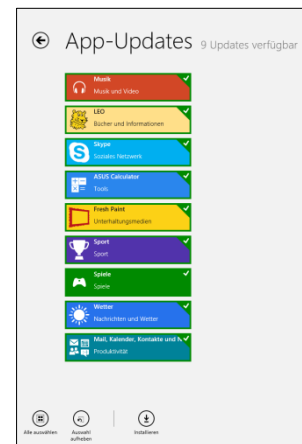 App-Updates 9 Updates verfügbar
Musik
Musik und Video
LEO
Bücher und Informationen
Skype
Soziales Netzwerk
ASUS Calculator
Tools
Fresh Paint
Unterhaltungsmedien
Sport
Sport
Spiele
Spiele
Wetter
Nachrichten und Wetter
Mail, Kalender, Kontakte und
Produktivität
Alle auswählen
Auswahl
aufheben
Installieren